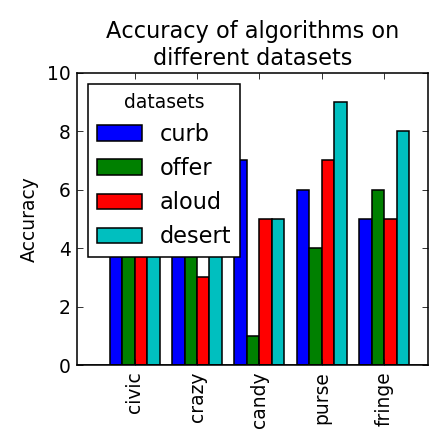 Accuracy of algorithms on
different datasets
10
8
6
4
2
0
Accuracy
datasets
curb
offer
aloud
desert
civic
crazy
candy
purse
fringe